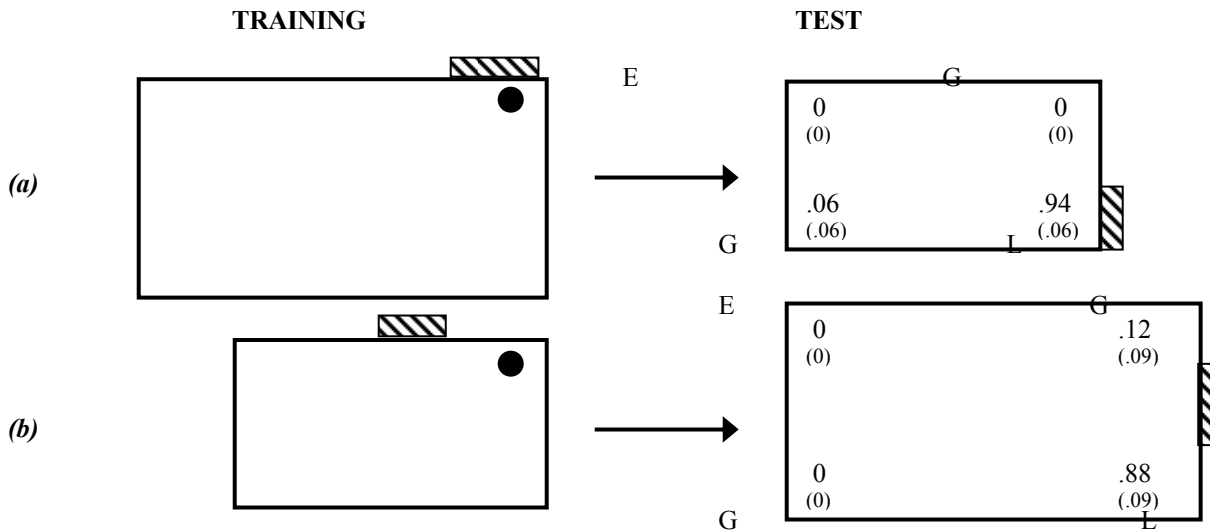 TRAINING TEST
E G
0 0
(0) (0)
(a)
.06 .94
(.06) (.06)
G L
E G
0 .12
(0) (.09)
(b)
0 .88
(0) (.09)
G L